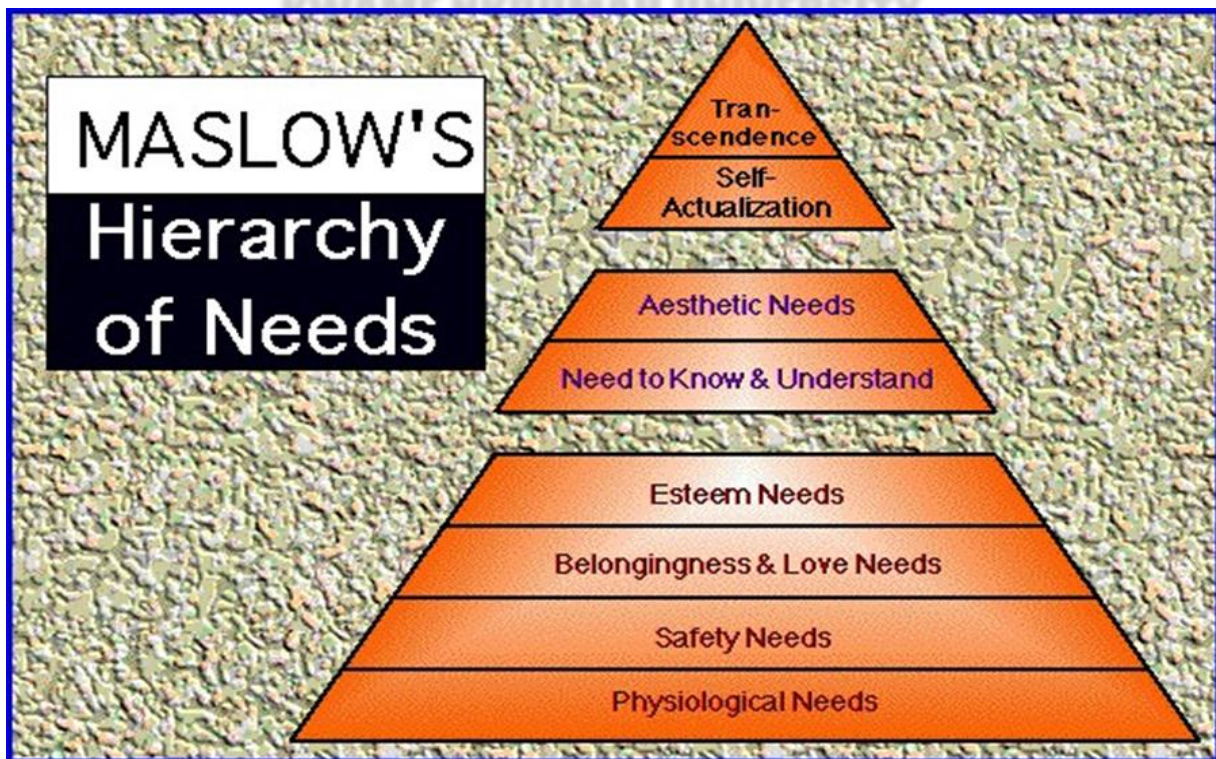 MASLOW'S
Hierarchy
of Needs
Tran-
scendence
Self-
Actualization
Aesthetic Needs
Need to Know & Understand
Esteem Needs
Belongingness & Love Needs
Safety Needs
Physiological Needs